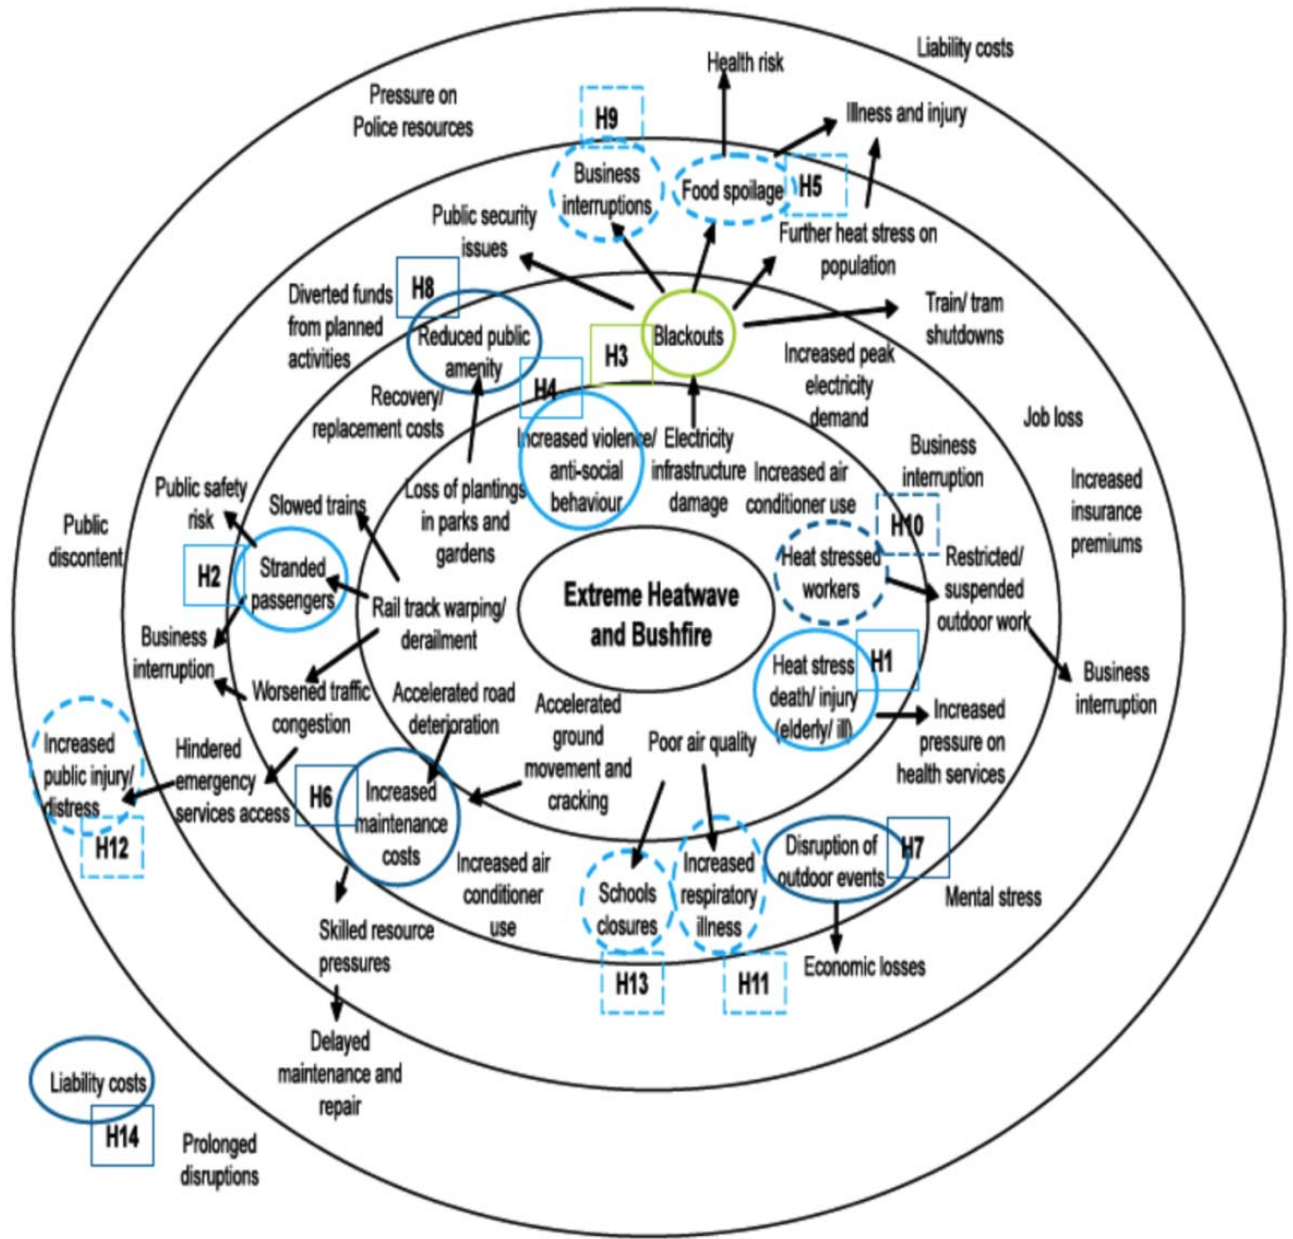 Liability costs
Health risk
Pressure on
Police resources
H9
Illness and injury
Business
interruptions
Food spoilage
H5
Public security
issues
Further heat stress on
population
H8
Diverted funds
from planned
activities
Reduced public
amenity
H3
Blackouts
Train/ tram
shutdowns
Increased peak
electricity
demand
H4
Recovery/
replacement costs
Job loss
Increased violence/
anti-social
behaviour
Electricity
infrastructure
damage
Increased air
conditioner use
Business
interruption
Increased
insurance
premiums
Public safety
risk
Slowed trains
Loss of plantings
in parks and
gardens
H10
Public
discontent
H2
Stranded
passengers
Rail track warping/
derailment
Extreme Heatwave
and Bushfire
Heat stressed
workers
Restricted/
suspended
outdoor work
Business
interruption
Heat stress
death/ injury
(elderly/ ill)
H1
Business
interruption
Worsened traffic
congestion
Accelerated road
deterioration
Accelerated
ground
movement and
cracking
Poor air quality
Increased
pressure on
health services
Increased
public injury/
distress
H12
Hindered
emergency
services access
H6
Increased
maintenance
costs
Increased air
conditioner
use
Schools
closures
H13
Increased
respiratory
illness
H11
Disruption of
outdoor events
H7
Mental stress
Economic losses
Skilled resource
pressures
Delayed
maintenance and
repair
Liability costs
H14
Prolonged
disruptions